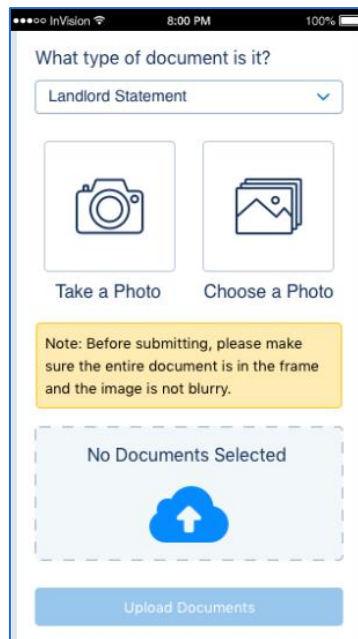 InVision 8:00 PM 100%
What type of document is it?
Landlord Statement
Take a Photo Choose a Photo
Note: Before submitting, please make
sure the entire document is in the frame
and the image is not blurry.
No Documents Selected
Upload Documents